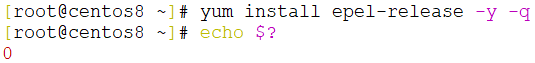 [root@centos8 ~]# yum install epel-release -y -q
[root@centos8 ~]# echo $?
0